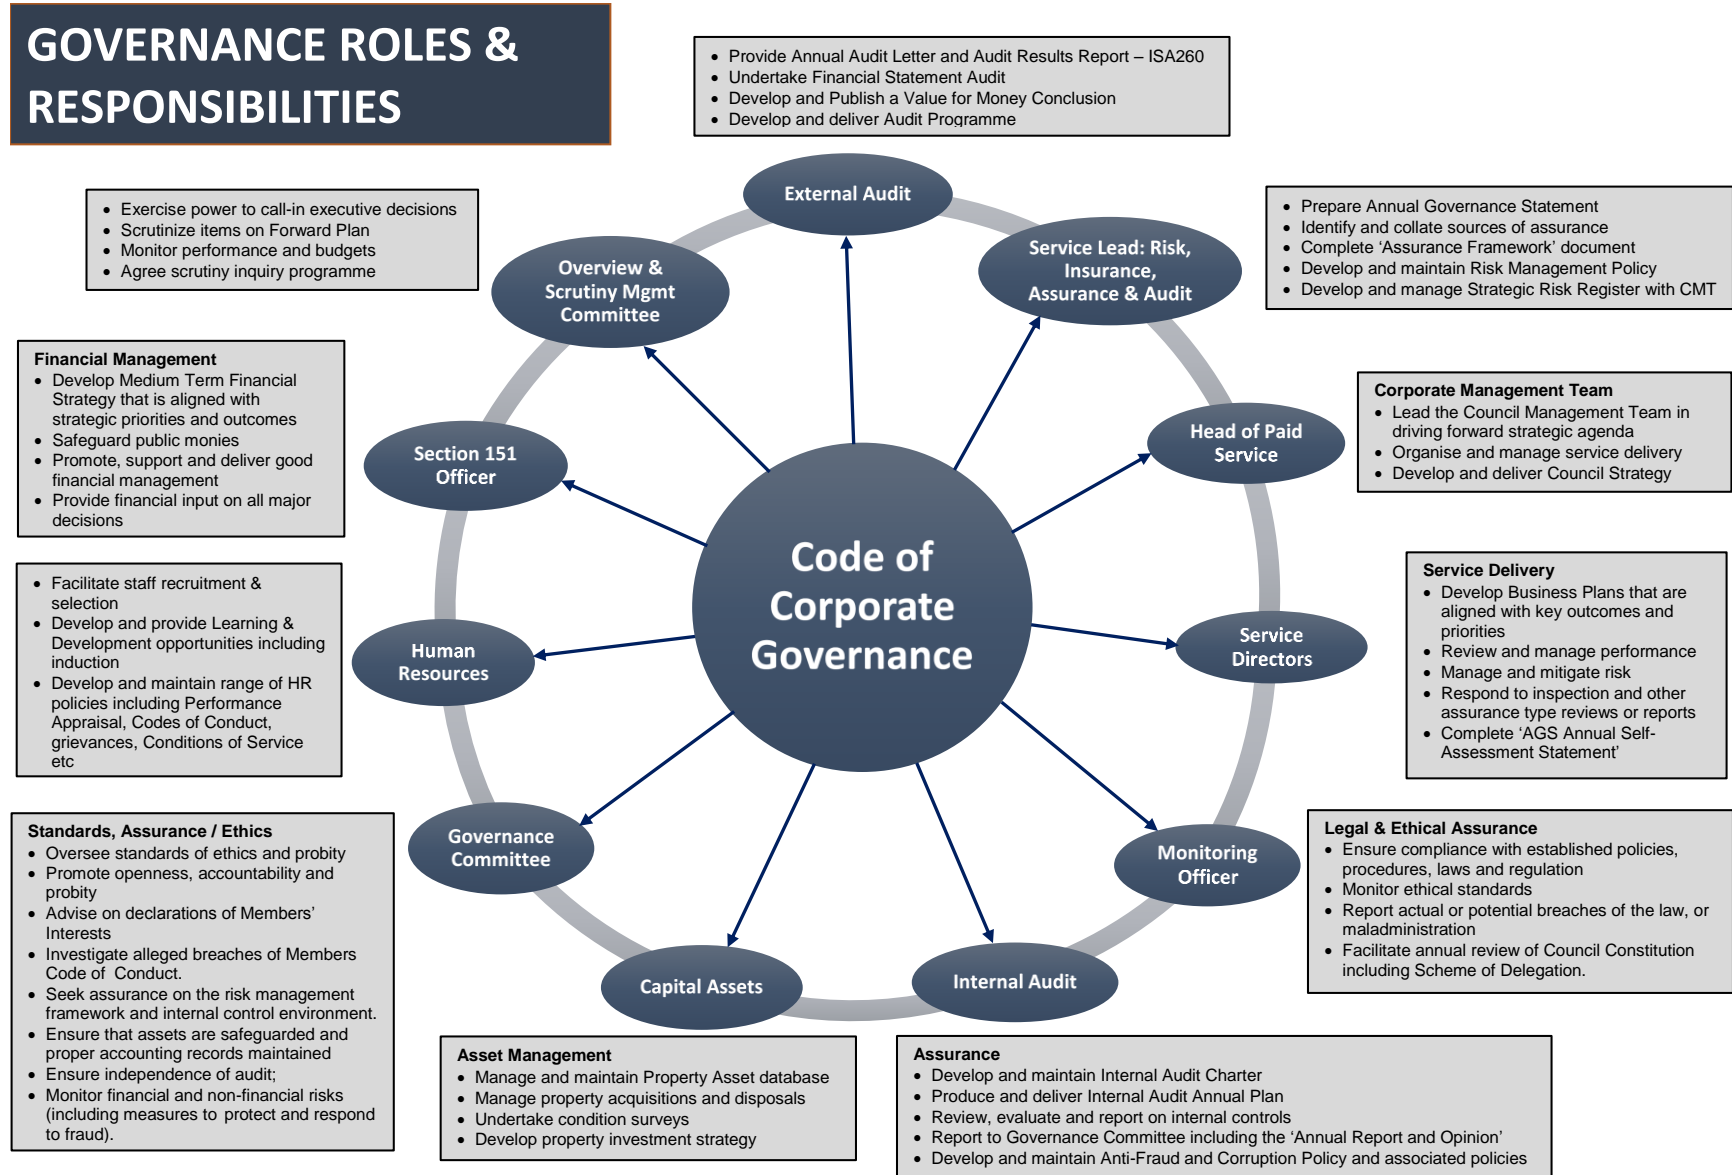 GOVERNANCE ROLES &
RESPONSIBILITIES
• Provide Annual Audit Letter and Audit Results Report – ISA260
• Undertake Financial Statement Audit
• Develop and Publish a Value for Money Conclusion
• Develop and deliver Audit Programme
External Audit
• Exercise power to call-in executive decisions
• Scrutinize items on Forward Plan
• Monitor performance and budgets
• Agree scrutiny inquiry programme
Overview &
Scrutiny Mgmt
Committee
Service Lead: Risk,
Insurance,
Assurance & Audit
• Prepare Annual Governance Statement
• Identify and collate sources of assurance
• Complete ‘Assurance Framework’ document
• Develop and maintain Risk Management Policy
• Develop and manage Strategic Risk Register with CMT
Financial Management
• Develop Medium Term Financial
Strategy that is aligned with
strategic priorities and outcomes
• Safeguard public monies
• Promote, support and deliver good
financial management
• Provide financial input on all major
decisions
Section 151
Officer
Head of Paid
Service
Corporate Management Team
• Lead the Council Management Team in
driving forward strategic agenda
• Organise and manage service delivery
• Develop and deliver Council Strategy
Code of
Corporate
Governance
• Facilitate staff recruitment &
selection
• Develop and provide Learning &
Development opportunities including
induction
• Develop and maintain range of HR
policies including Performance
Appraisal, Codes of Conduct,
grievances, Conditions of Service
etc
Human
Resources
Service
Directors
Service Delivery
• Develop Business Plans that are
aligned with key outcomes and
priorities
• Review and manage performance
• Manage and mitigate risk
• Respond to inspection and other
assurance type reviews or reports
• Complete ‘AGS Annual Self-
Assessment Statement’
Standards, Assurance / Ethics
• Oversee standards of ethics and probity
• Promote openness, accountability and
probity
• Advise on declarations of Members’
Interests
• Investigate alleged breaches of Members
Code of Conduct.
• Seek assurance on the risk management
framework and internal control environment.
• Ensure that assets are safeguarded and
proper accounting records maintained
• Ensure independence of audit;
• Monitor financial and non-financial risks
(including measures to protect and respond
to fraud).
Governance
Committee
Monitoring
Officer
Legal & Ethical Assurance
• Ensure compliance with established policies,
procedures, laws and regulation
• Monitor ethical standards
• Report actual or potential breaches of the law, or
maladministration
• Facilitate annual review of Council Constitution
including Scheme of Delegation.
Capital Assets
Internal Audit
Asset Management
• Manage and maintain Property Asset database
• Manage property acquisitions and disposals
• Undertake condition surveys
• Develop property investment strategy
Assurance
• Develop and maintain Internal Audit Charter
• Produce and deliver Internal Audit Annual Plan
• Review, evaluate and report on internal controls
• Report to Governance Committee including the ‘Annual Report and Opinion’
• Develop and maintain Anti-Fraud and Corruption Policy and associated policies